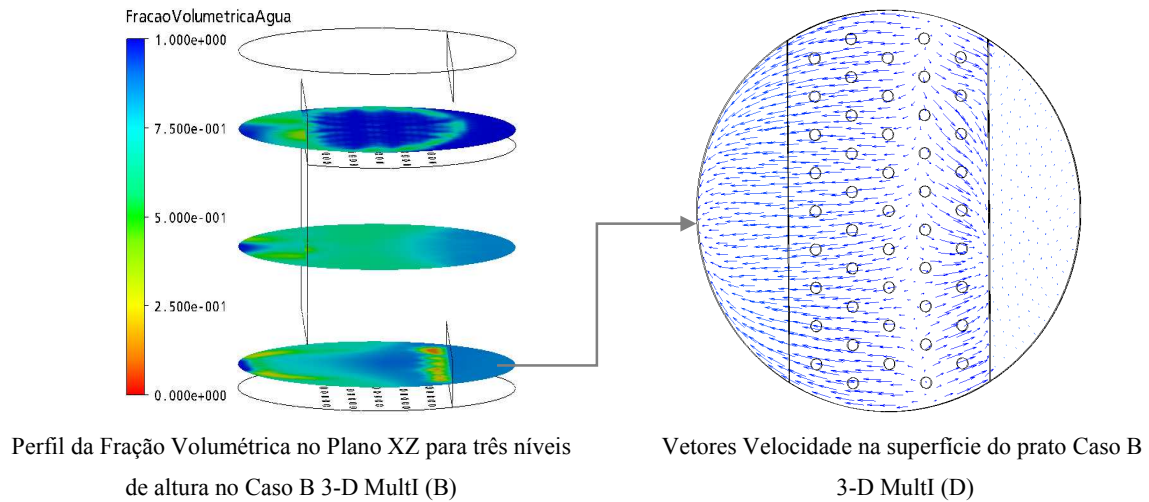 FracaoVolumetricaAgua
1.000e+000
7.500e-001
5.000e-001
2.500e-001
0.000e+000
Perfil da Fração Volumétrica no Plano XZ para três níveis
de altura no Caso B 3-D MultI (B)
Vetores Velocidade na superfície do prato Caso B
3-D MultI (D)